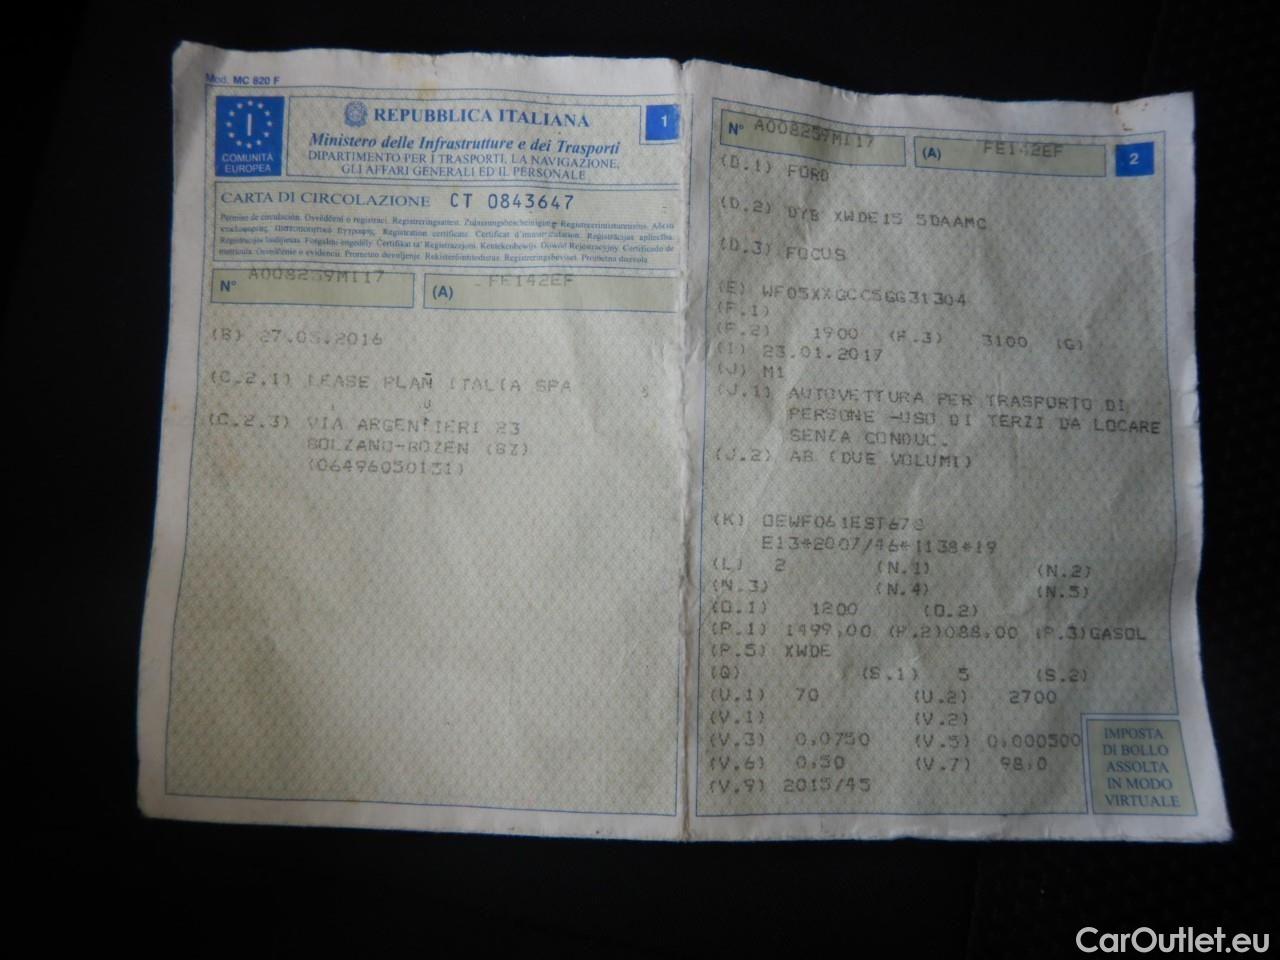 Mod. MC 820 F
I
COMUNITÀ
EUROPEA
REPUBBLICA ITALIANA
1
Ministero delle Infrastrutture e dei Trasporti
DIPARTIMENTO PER I TRASPORTI, LA NAVIGAZIONE,
GLI AFFARI GENERALI ED IL PERSONALE
CARTA DI CIRCOLAZIONE CT 0843647
N° A008259MI17
(A) FE142EF
(B) 27.05.2016
(C.2.1) LEASE PLAN ITALIA SPA
(C.2.3) VIA ARGENTIERI 23
BOLZANO-BOZEN (BZ)
(06496050151)
N° A008259MI17
(A) FE142EF
2
(D.1) FORD
(D.2) DYB XWDE15 5DAAMC
(D.3) FOCUS
(E) WF05XXGCC5GG31304
(F.1)
(F.2) 1900 (F.3) 3100 (G)
(I) 23.01.2017
(J) M1
(J.1) AUTOVETTURA PER TRASPORTO DI
PERSONE -USO DI TERZI DA LOCARE
SENZA CONDUC.
(J.2) AB (DUE VOLUMI)
(K) OEWF061EST678
E13*2007/46*1138*19
(L) 2 (N.1) (N.2)
(N.3) (N.4) (N.5)
(O.1) 1200 (O.2)
(P.1) 1499,00 (P.2)088,00 (P.3)GASOL
(P.5) XWDE
(Q) (S.1) 5 (S.2)
(U.1) 70 (U.2) 2700
(V.1) (V.2)
(V.3) 0,0750 (V.5) 0,000500
(V.6) 0,50 (V.7) 98,0
(V.9) 2015/45
IMPOSTA
DI BOLLO
ASSOLTA
IN MODO
VIRTUALE
CarOutlet.eu